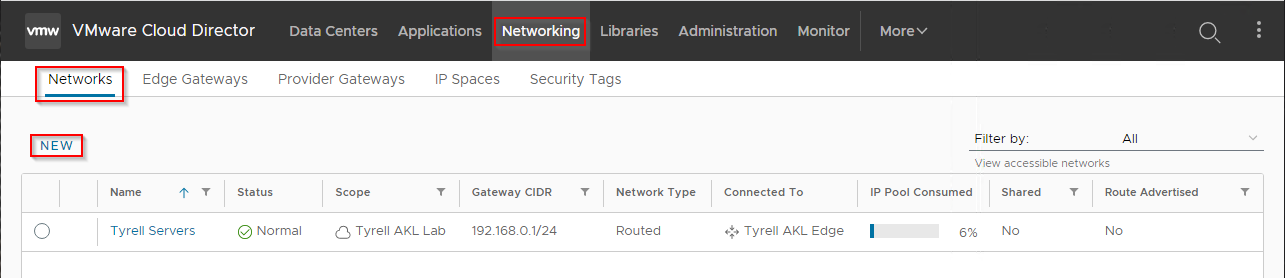 vmw VMware Cloud Director Data Centers Applications Networking Libraries Administration Monitor More
Networks Edge Gateways Provider Gateways IP Spaces Security Tags
NEW
Filter by: All
View accessible networks
Name Status Scope Gateway CIDR Network Type Connected To IP Pool Consumed Shared Route Advertised
Tyrell Servers Normal Tyrell AKL Lab 192.168.0.1/24 Routed Tyrell AKL Edge 6% No No